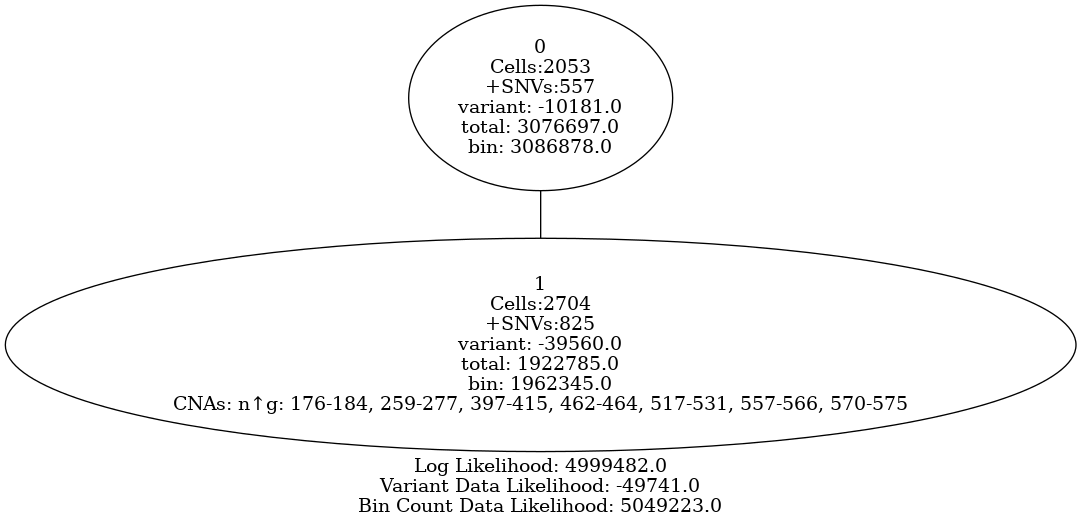 0
Cells:2053
+SNVs:557
variant: -10181.0
total: 3076697.0
bin: 3086878.0
1
Cells:2704
+SNVs:825
variant: -39560.0
total: 1922785.0
bin: 1962345.0
CNAs: n↑g: 176-184, 259-277, 397-415, 462-464, 517-531, 557-566, 570-575
Log Likelihood: 4999482.0
Variant Data Likelihood: -49741.0
Bin Count Data Likelihood: 5049223.0